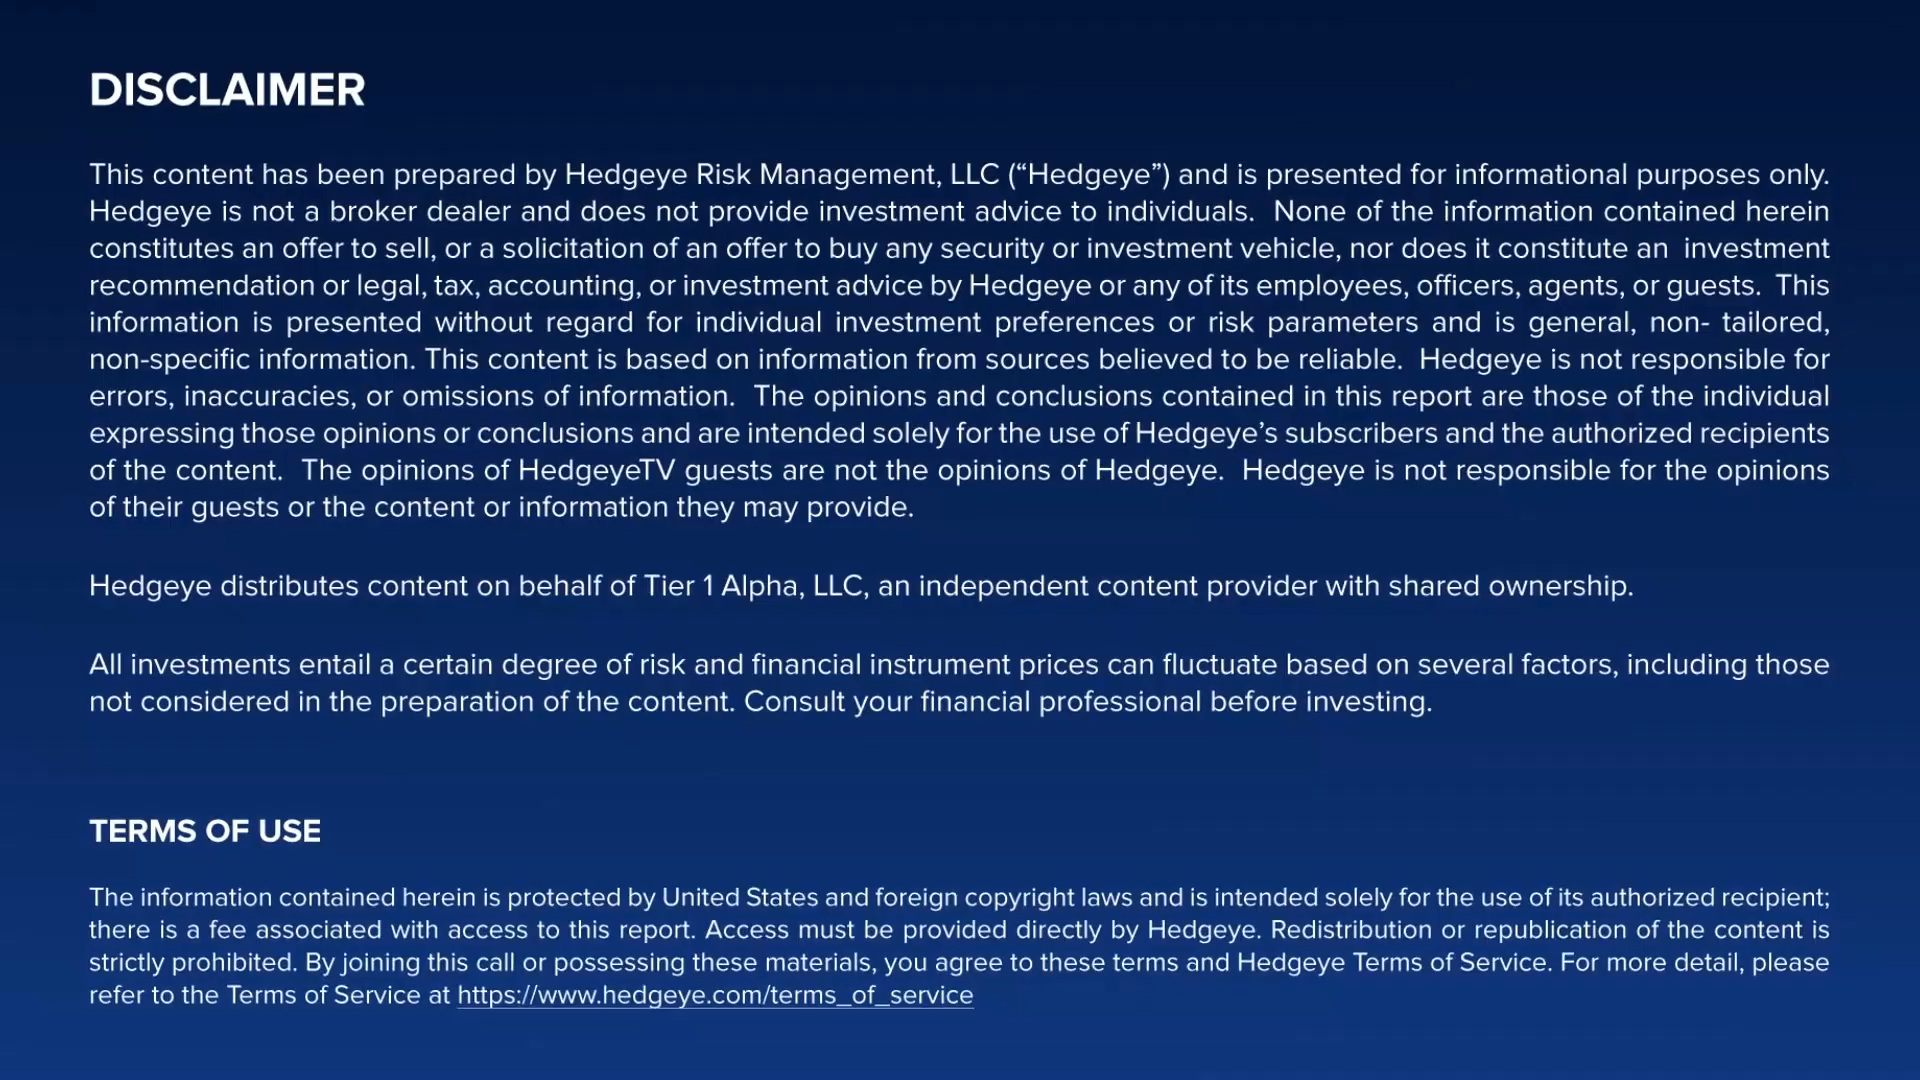 DISCLAIMER
This content has been prepared by Hedgeye Risk Management, LLC (“Hedgeye”) and is presented for informational purposes only.
Hedgeye is not a broker dealer and does not provide investment advice to individuals.  None of the information contained herein
constitutes an offer to sell, or a solicitation of an offer to buy any security or investment vehicle, nor does it constitute an  investment
recommendation or legal, tax, accounting, or investment advice by Hedgeye or any of its employees, officers, agents, or guests.  This
information is presented without regard for individual investment preferences or risk parameters and is general, non- tailored,
non-specific information. This content is based on information from sources believed to be reliable.  Hedgeye is not responsible for
errors, inaccuracies, or omissions of information.  The opinions and conclusions contained in this report are those of the individual
expressing those opinions or conclusions and are intended solely for the use of Hedgeye’s subscribers and the authorized recipients
of the content.  The opinions of HedgeyeTV guests are not the opinions of Hedgeye.  Hedgeye is not responsible for the opinions
of their guests or the content or information they may provide.
Hedgeye distributes content on behalf of Tier 1 Alpha, LLC, an independent content provider with shared ownership.
All investments entail a certain degree of risk and financial instrument prices can fluctuate based on several factors, including those
not considered in the preparation of the content. Consult your financial professional before investing.
TERMS OF USE
The information contained herein is protected by United States and foreign copyright laws and is intended solely for the use of its authorized recipient;
there is a fee associated with access to this report. Access must be provided directly by Hedgeye. Redistribution or republication of the content is
strictly prohibited. By joining this call or possessing these materials, you agree to these terms and Hedgeye Terms of Service. For more detail, please
refer to the Terms of Service at https://www.hedgeye.com/terms_of_service